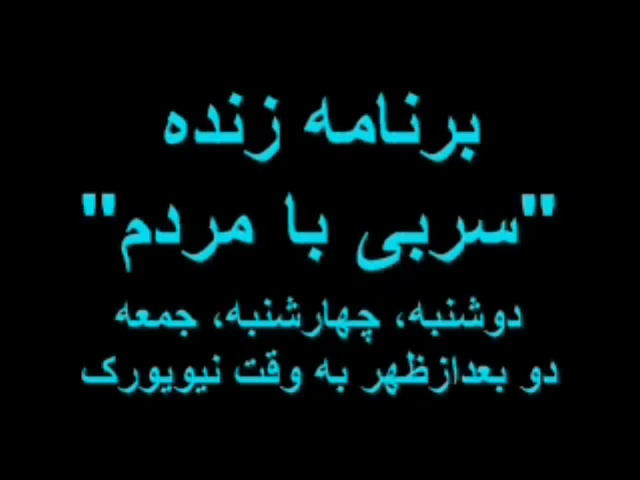 برنامه زنده
"سربی با مردم"
دوشنبه، چهارشنبه، جمعه
دو بعدازظهر به وقت نیویورک